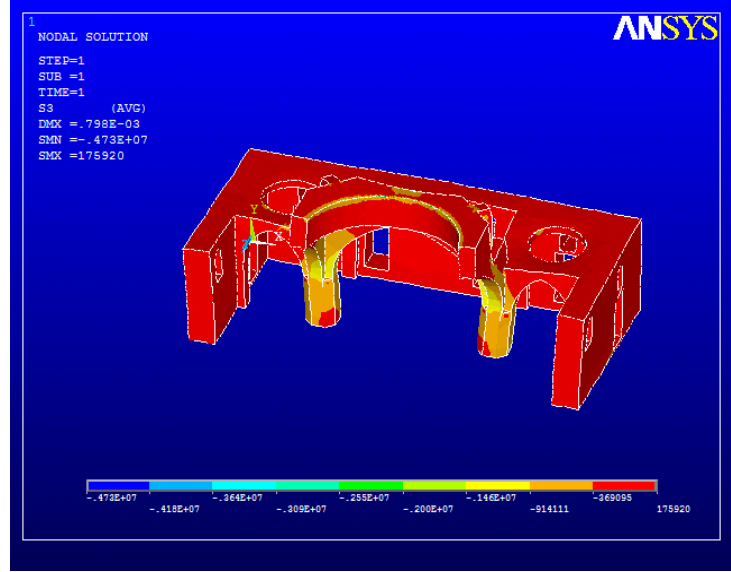 1
ANSYS
NODAL SOLUTION
STEP=1
SUB =1
TIME=1
S3 (AVG)
DMX =.798E-03
SMN =-.473E+07
SMX =175920
Y
X
-.473E+07 -.364E+07 -.255E+07 -.146E+07 -369095
-.418E+07 -.309E+07 -.200E+07 -914111 175920